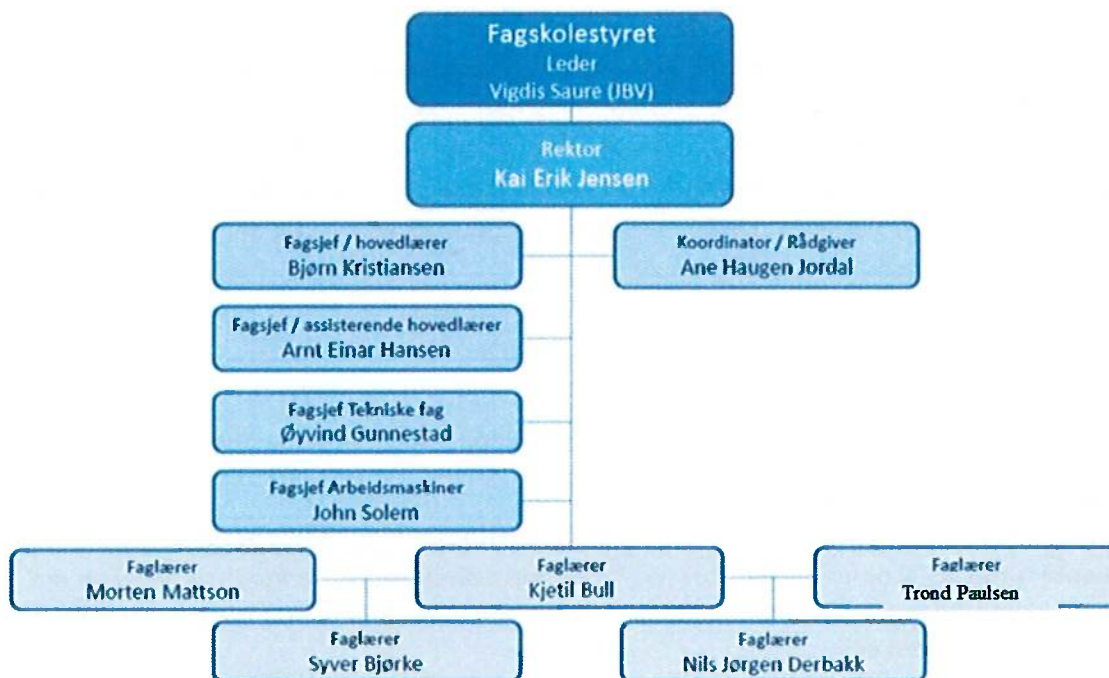 Fagskolestyret
Leder
Vigdis Saure (JBV)
Rektor
Kai Erik Jensen
Fagsjef / hovedlærer
Bjørn Kristiansen
Koordinator / Rådgiver
Ane Haugen Jordal
Fagsjef / assisterende hovedlærer
Arnt Einar Hansen
Fagsjef Tekniske fag
Øyvind Gunnestad
Fagsjef Arbeidsmaskiner
John Solem
Faglærer
Morten Mattson
Faglærer
Kjetil Bull
Faglærer
Trond Paulsen
Faglærer
Syver Bjørke
Faglærer
Nils Jørgen Derbakk